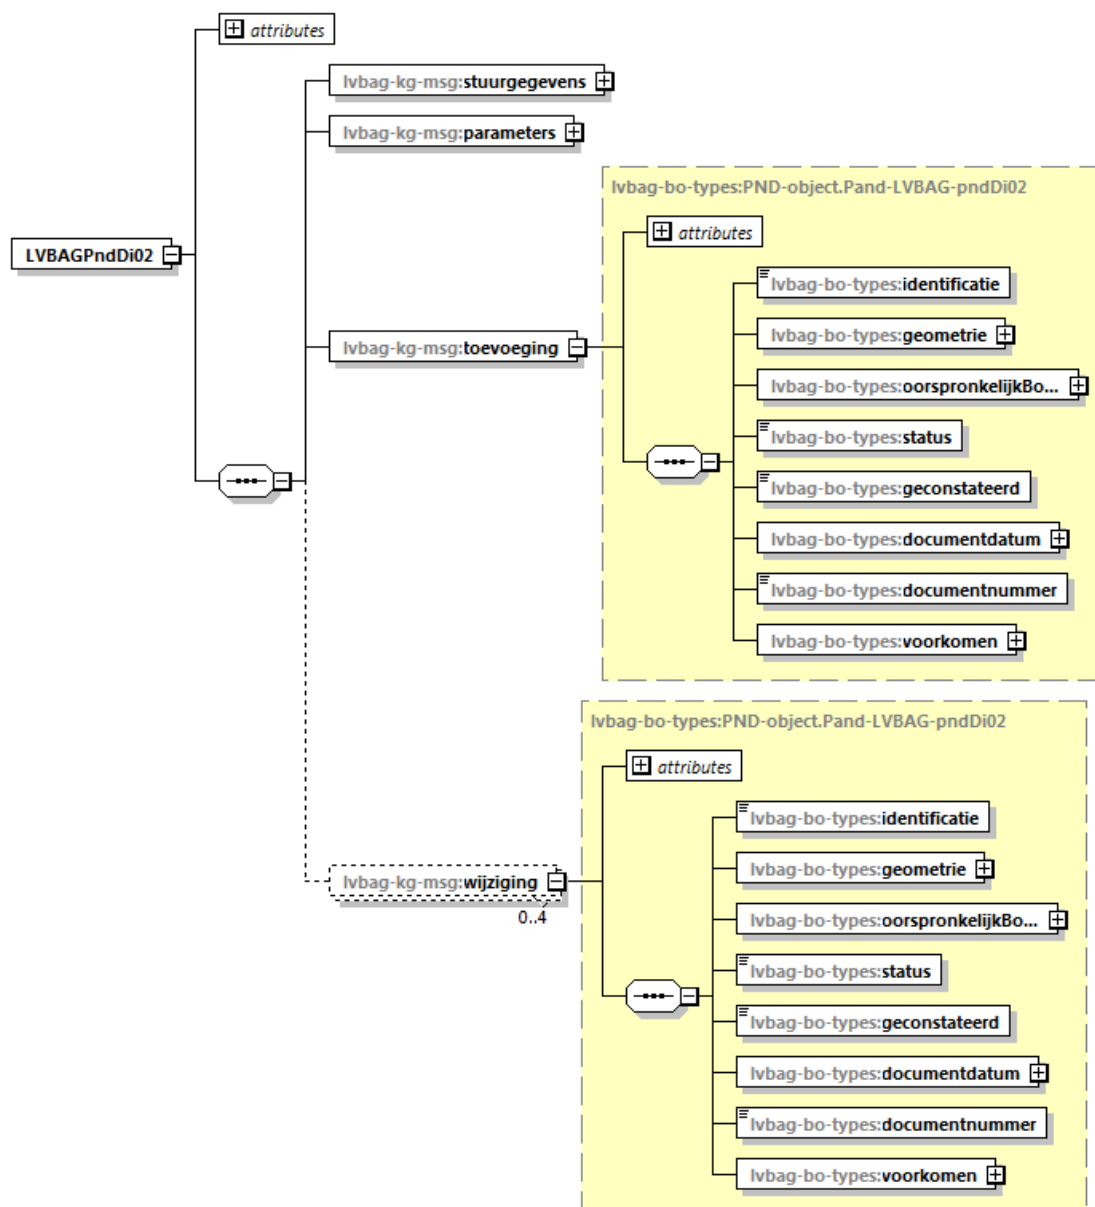 attributes
lvbag-kg-msg:stuurgegevens
lvbag-kg-msg:parameters
lvbag-bo-types:PND-object.Pand-LVBAG-pndDi02
attributes
LVBAGPndDi02
lvbag-bo-types:identificatie
lvbag-bo-types:geometrie
lvbag-kg-msg:toevoeging
lvbag-bo-types:oorspronkelijkBo...
lvbag-bo-types:status
lvbag-bo-types:geconstateerd
lvbag-bo-types:documentdatum
lvbag-bo-types:documentnummer
lvbag-bo-types:voorkomen
lvbag-bo-types:PND-object.Pand-LVBAG-pndDi02
attributes
lvbag-bo-types:identificatie
lvbag-bo-types:geometrie
lvbag-kg-msg:wijziging
0..4
lvbag-bo-types:oorspronkelijkBo...
lvbag-bo-types:status
lvbag-bo-types:geconstateerd
lvbag-bo-types:documentdatum
lvbag-bo-types:documentnummer
lvbag-bo-types:voorkomen